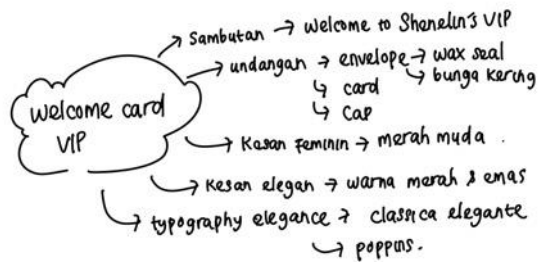 Sambutan → Welcome to Shenelin's VIP
undangan → envelope → wax seal
↳ bunga kering
↳ card
↳ Cap
Welcome card
VIP
Kesan Feminin → merah muda .
Kesan elegan → warna merah & emas
typography elegance → classica elegante
↳ poppins.